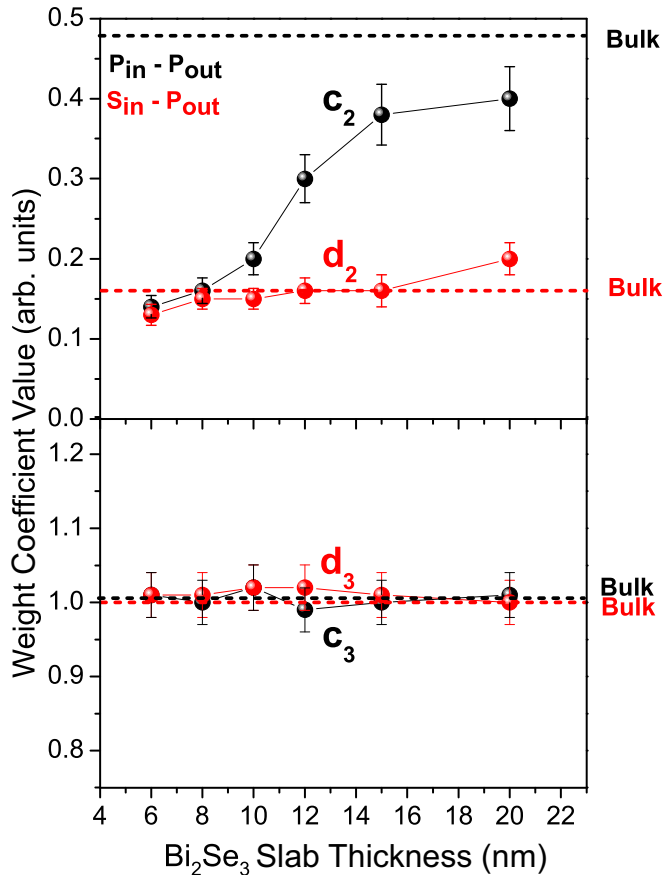 0.5
Bulk
Pin - Pout
Sin - Pout
c2
0.4
0.3
0.2
d2
Bulk
0.1
0.0
Weight Coefficient Value (arb. units)
1.2
1.1
d3
Bulk
1.0
Bulk
c3
0.9
0.8
4 6 8 10 12 14 16 18 20 22
Bi2Se3 Slab Thickness (nm)